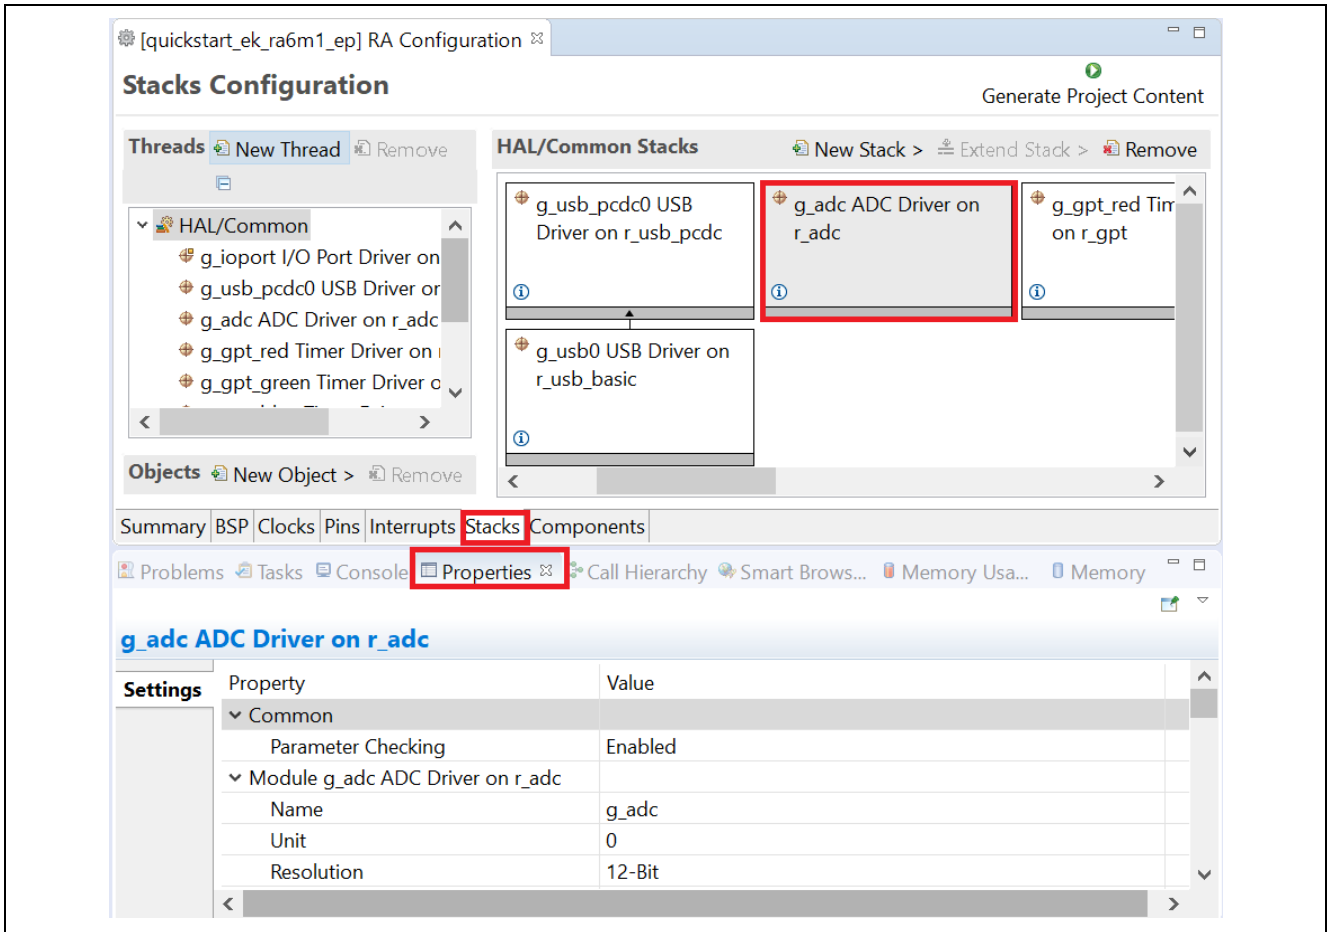 [quickstart_ek_ra6m1_ep] RA Configuration
Stacks Configuration
Generate Project Content
Threads New Thread Remove
HAL/Common
g_ioport I/O Port Driver on
g_usb_pcdc0 USB Driver or
g_adc ADC Driver on r_adc
g_gpt_red Timer Driver on
g_gpt_green Timer Driver o
Objects New Object > Remove
HAL/Common Stacks New Stack > Extend Stack > Remove
g_usb_pcdc0 USB
Driver on r_usb_pcdc
g_adc ADC Driver on
r_adc
g_gpt_red Tim
on r_gpt
g_usb0 USB Driver on
r_usb_basic
Summary BSP Clocks Pins Interrupts Stacks Components
Problems Tasks Console Properties Call Hierarchy Smart Brows... Memory Usa... Memory
g_adc ADC Driver on r_adc
Settings
Property Value
Common
Parameter Checking Enabled
Module g_adc ADC Driver on r_adc
Name g_adc
Unit 0
Resolution 12-Bit